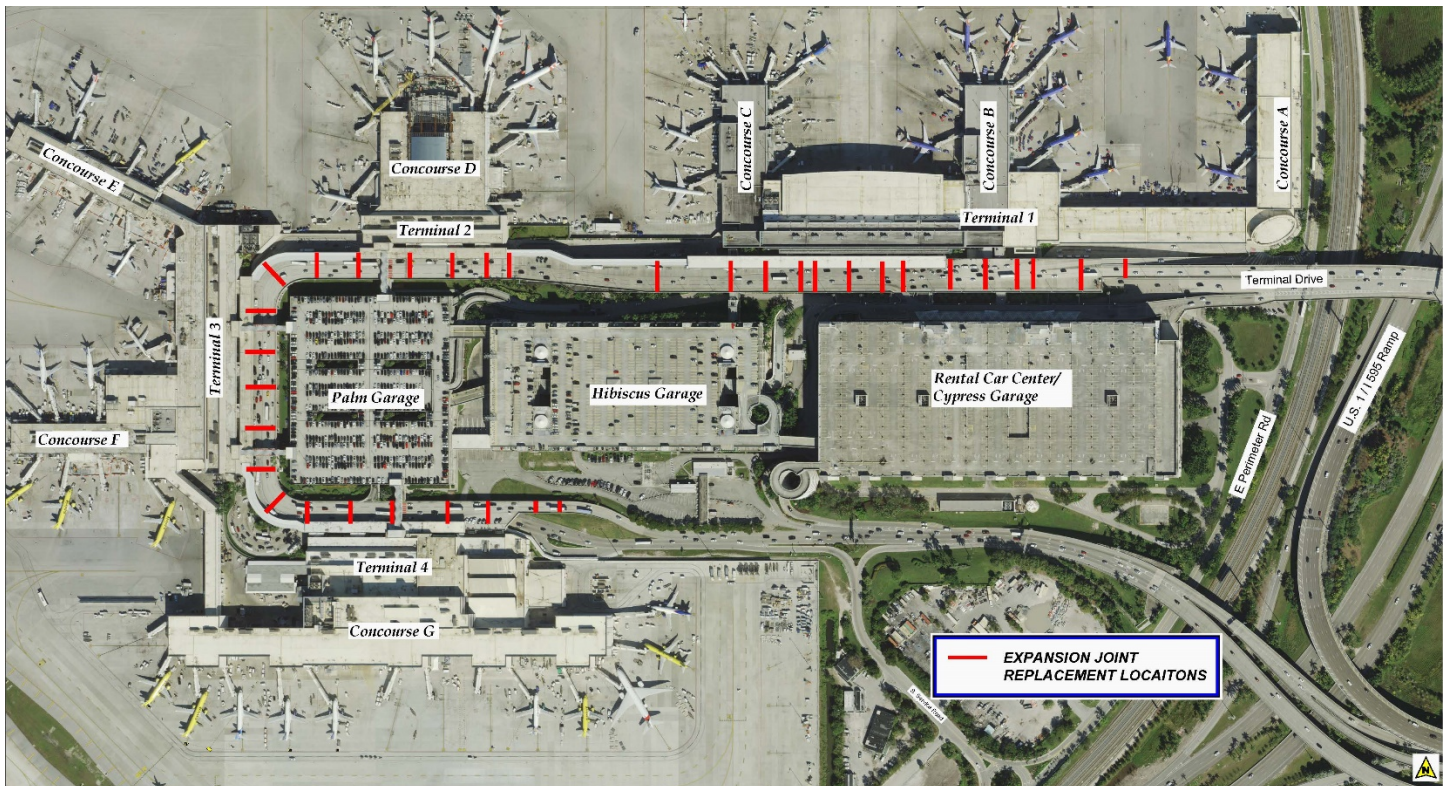 Concourse C
Concourse B
Concourse A
Concourse E
Concourse D
Terminal 1
Terminal 2
Terminal Drive
Terminal 3
U.S. 1 / I 595 Ramp
Palm Garage
Hibiscus Garage
Rental Car Center/
Cypress Garage
Concourse F
E Perimeter Rd
Terminal 4
Concourse G
EXPANSION JOINT
REPLACEMENT LOCAITONS
N